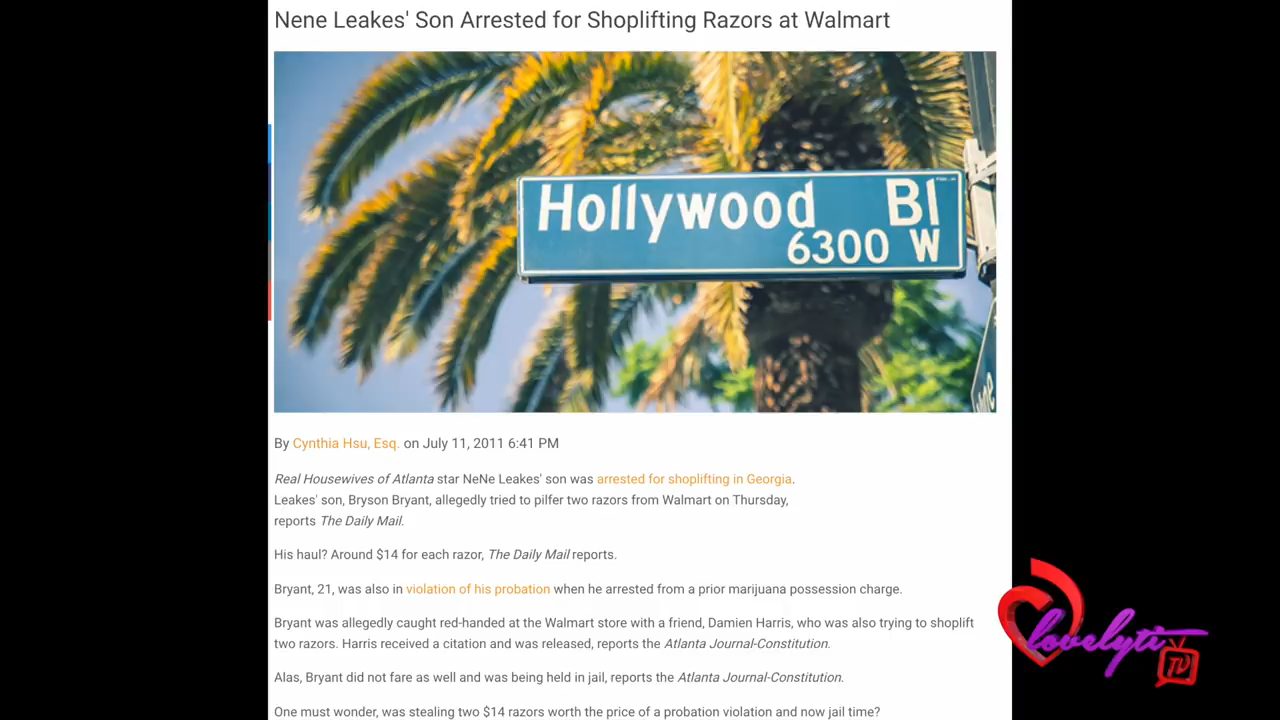 Nene Leakes' Son Arrested for Shoplifting Razors at Walmart
Hollywood Bl
6300 W
By Cynthia Hsu, Esq. on July 11, 2011 6:41 PM
Real Housewives of Atlanta star NeNe Leakes' son was arrested for shoplifting in Georgia.
Leakes' son, Bryson Bryant, allegedly tried to pilfer two razors from Walmart on Thursday,
reports The Daily Mail.
His haul? Around $14 for each razor, The Daily Mail reports.
Bryant, 21, was also in violation of his probation when he arrested from a prior marijuana possession charge.
Bryant was allegedly caught red-handed at the Walmart store with a friend, Damien Harris, who was also trying to shoplift
two razors. Harris received a citation and was released, reports the Atlanta Journal-Constitution.
Alas, Bryant did not fare as well and was being held in jail, reports the Atlanta Journal-Constitution.
One must wonder, was stealing two $14 razors worth the price of a probation violation and now jail time?
lovelyti
TV